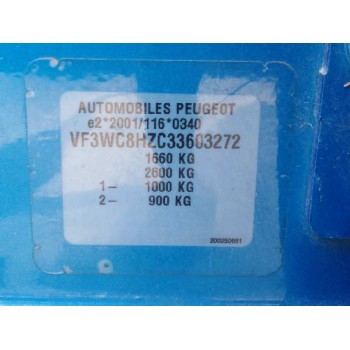 AUTOMOBILES PEUGEOT
e2*2001/116*0340
VF3WC8HZC33603272
1660 KG
2600 KG
1- 1000 KG
2- 900 KG